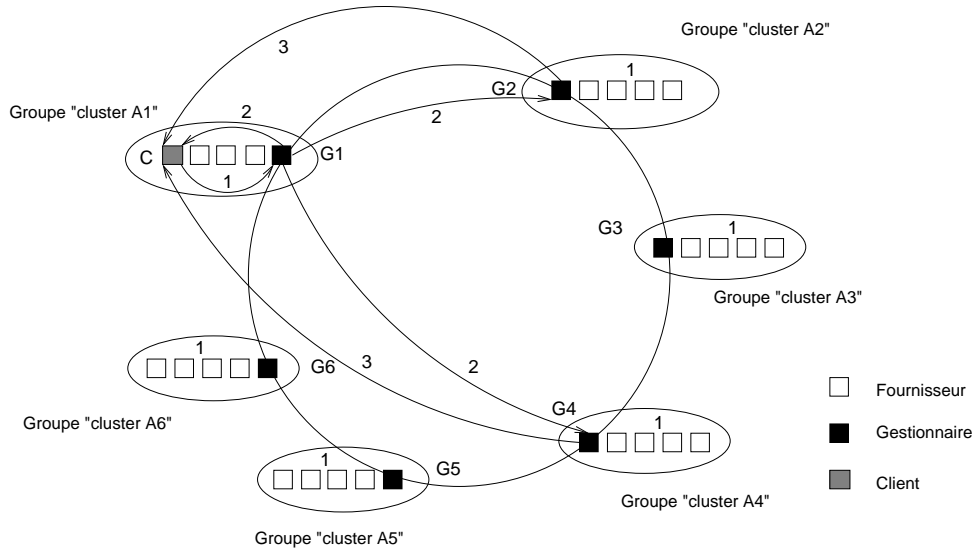 Groupe "cluster A2"
3
1
G2
Groupe "cluster A1"
2
2
C
G1
1
G3
1
Groupe "cluster A3"
1
G6
3
2
Fournisseur
G4
Groupe "cluster A6"
1
Gestionnaire
1
G5
Client
Groupe "cluster A4"
Groupe "cluster A5"